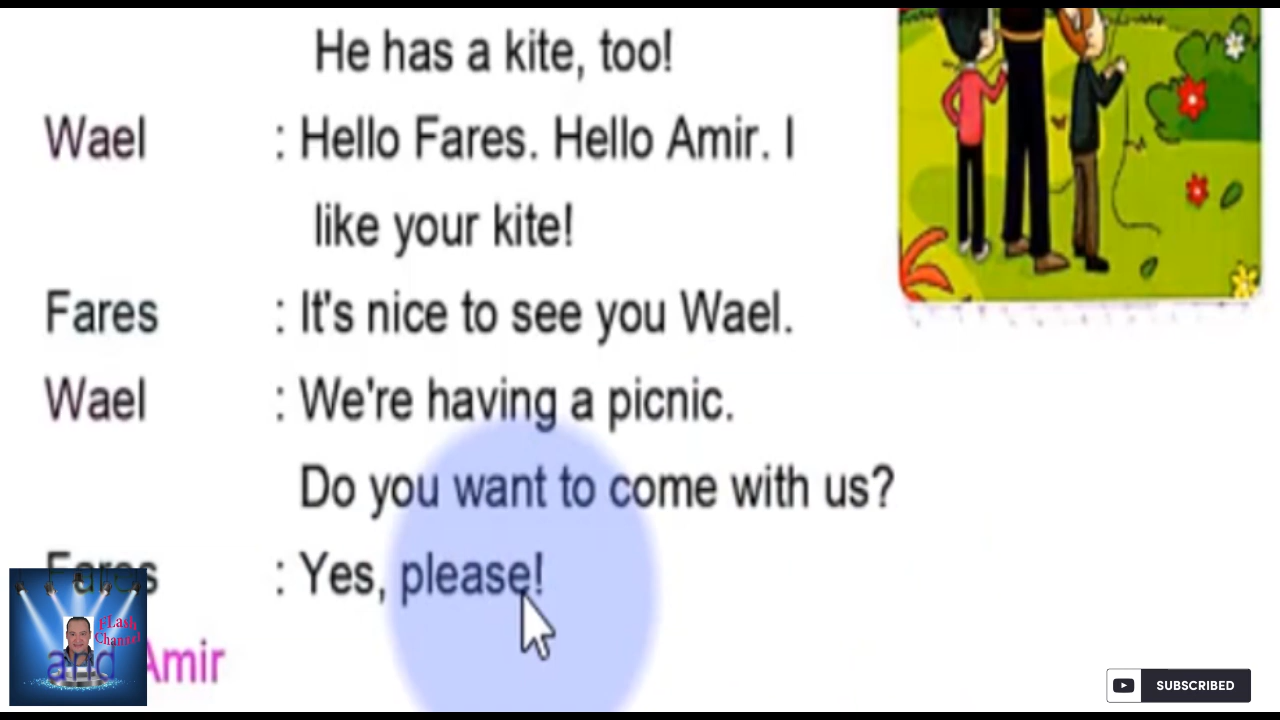 He has a kite, too!
Wael : Hello Fares. Hello Amir. I
like your kite!
Fares : It's nice to see you Wael.
Wael : We're having a picnic.
Do you want to come with us?
Fares : Yes, please!
and Amir
FLash
Channel
SUBSCRIBED